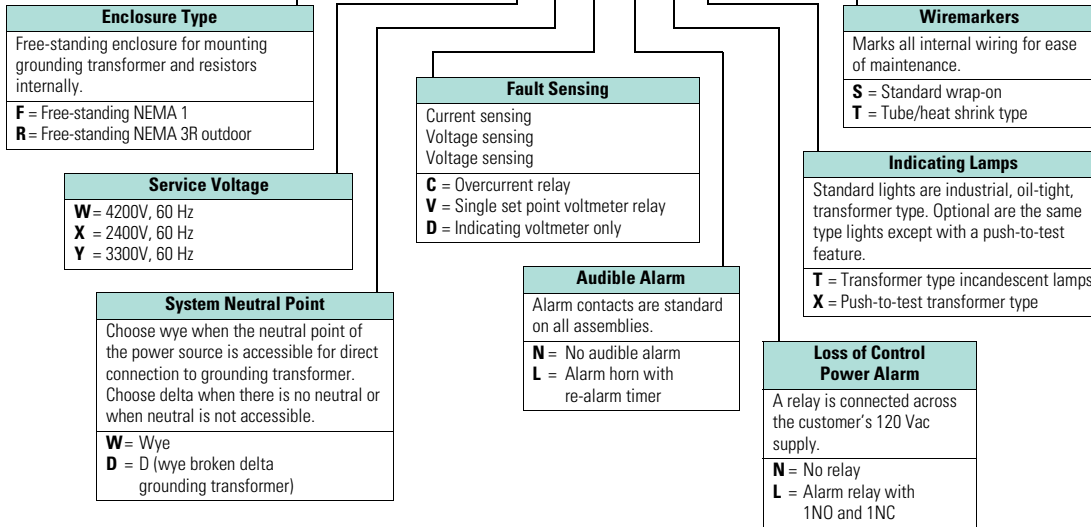 Enclosure Type
Free-standing enclosure for mounting
grounding transformer and resistors
internally.
F = Free-standing NEMA 1
R = Free-standing NEMA 3R outdoor
Service Voltage
W = 4200V, 60 Hz
X = 2400V, 60 Hz
Y = 3300V, 60 Hz
System Neutral Point
Choose wye when the neutral point of
the power source is accessible for direct
connection to grounding transformer.
Choose delta when there is no neutral or
when neutral is not accessible.
W = Wye
D = D (wye broken delta
grounding transformer)
Fault Sensing
Current sensing
Voltage sensing
Voltage sensing
C = Overcurrent relay
V = Single set point voltmeter relay
D = Indicating voltmeter only
Audible Alarm
Alarm contacts are standard
on all assemblies.
N = No audible alarm
L = Alarm horn with
re-alarm timer
Loss of Control
Power Alarm
A relay is connected across
the customer's 120 Vac
supply.
N = No relay
L = Alarm relay with
1NO and 1NC
Indicating Lamps
Standard lights are industrial, oil-tight,
transformer type. Optional are the same
type lights except with a push-to-test
feature.
T = Transformer type incandescent lamps
X = Push-to-test transformer type
Wiremarkers
Marks all internal wiring for ease
of maintenance.
S = Standard wrap-on
T = Tube/heat shrink type